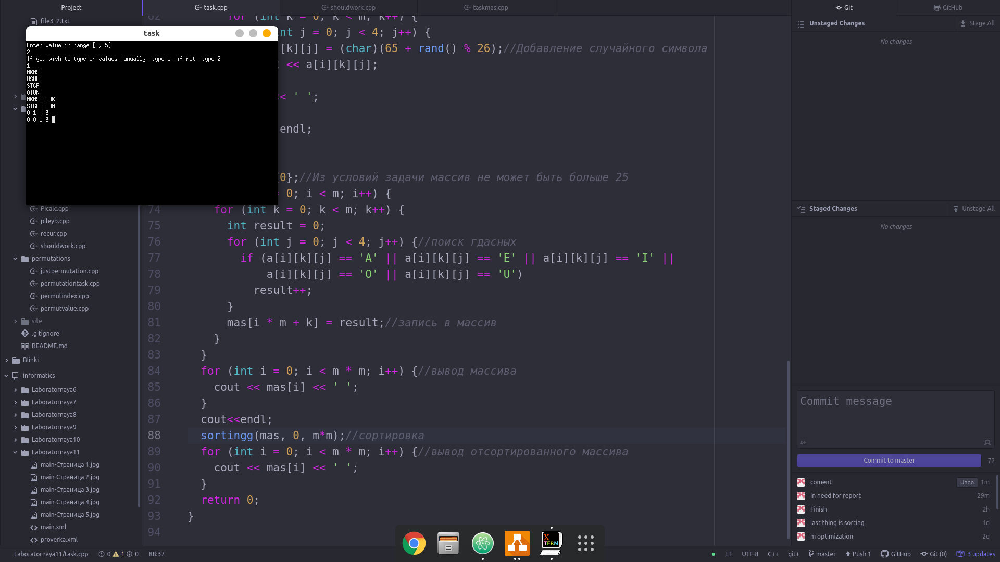 Project
task.cpp
shouldwork.cpp
taskmas.cpp
Git
GitHub
file3_2.txt
task
Enter value in range [2, 5]
2
If you wish to type in values manually, type 1, if not, type 2
1
NKMS
USHK
STGF
OIUN
NKMS USHK
STGF OIUN
0 1 0 3
0 0 1 3
Picalc.cpp
pileyb.cpp
recur.cpp
shouldwork.cpp
permutations
justpermutation.cpp
permutationtask.cpp
permutindex.cpp
permutvalue.cpp
site
.gitignore
README.md
Blinki
informatics
Laboratornaya6
Laboratornaya7
Laboratornaya8
Laboratornaya9
Laboratornaya10
Laboratornaya11
main-Страница 1.jpg
main-Страница 2.jpg
main-Страница 3.jpg
main-Страница 4.jpg
main-Страница 5.jpg
main.xml
proverka.xml
62 for (int k = 0; k < m; k++) {
int j = 0; j < 4; j++) {
[k][j] = (char)(65 + rand() % 26);//Добавление случайного символа
<< a[i][k][j];
<< ' ';
endl;
0};//Из условий задачи массив не может быть больше 25
0; i < m; i++) {
74 for (int k = 0; k < m; k++) {
75 int result = 0;
76 for (int j = 0; j < 4; j++) {//поиск гдасных
77 if (a[i][k][j] == 'A' || a[i][k][j] == 'E' || a[i][k][j] == 'I' ||
78 a[i][k][j] == 'O' || a[i][k][j] == 'U')
79 result++;
80 }
81 mas[i * m + k] = result;//запись в массив
82 }
83 }
84 for (int i = 0; i < m * m; i++) {//вывод массива
85 cout << mas[i] << ' ';
86 }
87 cout<<endl;
88 sortingg(mas, 0, m*m);//сортировка
89 for (int i = 0; i < m * m; i++) {//вывод отсортированного массива
90 cout << mas[i] << ' ';
91 }
92 return 0;
93 }
94
Unstaged Changes
Stage All
No changes
Staged Changes
Unstage All
No changes
Commit message
Commit to master
72
coment Undo 1m
In need for report 29m
Finish 2h
last thing is sorting 1d
m optimization 2d
X
TERM
Laboratornaya11/task.cpp 0 1 0 88:37
LF UTF-8 C++ git+ master Push 1 GitHub Git (0) 3 updates